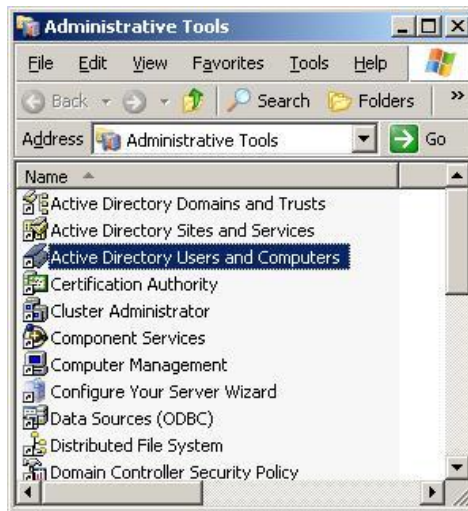 Administrative Tools
File Edit View Favorites Tools Help
Back Search Folders »
Address Administrative Tools Go
Name
Active Directory Domains and Trusts
Active Directory Sites and Services
Active Directory Users and Computers
Certification Authority
Cluster Administrator
Component Services
Computer Management
Configure Your Server Wizard
Data Sources (ODBC)
Distributed File System
Domain Controller Security Policy